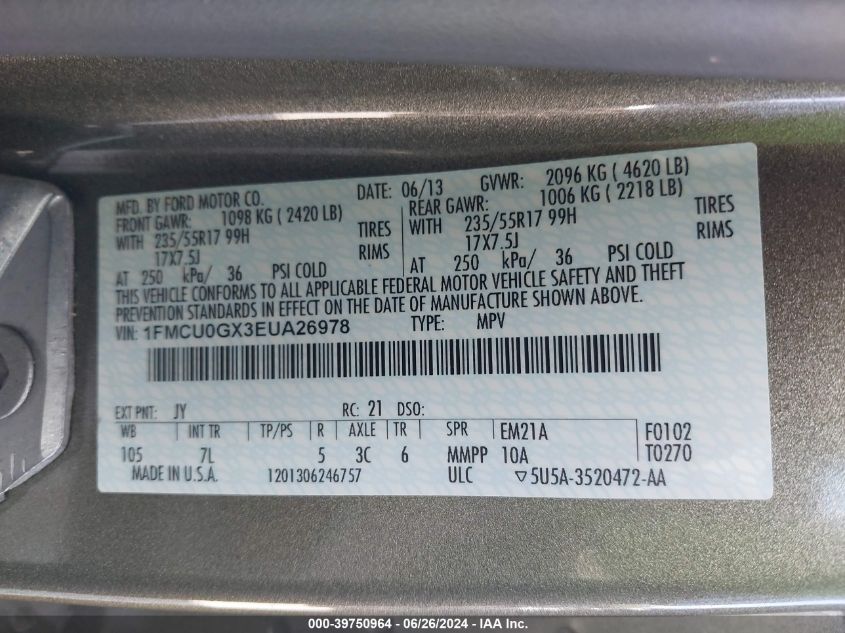 MFD. BY FORD MOTOR CO. DATE: 06/13 GVWR: 2096 KG ( 4620 LB)
FRONT GAWR: 1098 KG ( 2420 LB) REAR GAWR: 1006 KG ( 2218 LB)
WITH 235/55R17 99H TIRES WITH 235/55R17 99H TIRES
17X7.5J RIMS 17X7.5J RIMS
AT 250 kPa/ 36 PSI COLD AT 250 kPa/ 36 PSI COLD
THIS VEHICLE CONFORMS TO ALL APPLICABLE FEDERAL MOTOR VEHICLE SAFETY AND THEFT
PREVENTION STANDARDS IN EFFECT ON THE DATE OF MANUFACTURE SHOWN ABOVE.
VIN: 1FMCU0GX3EUA26978 TYPE: MPV
EXT PNT: JY RC: 21 DSO:
WB INT TR TP/PS R AXLE TR SPR EM21A F0102
105 7L 5 3C 6 MMPP 10A T0270
MADE IN U.S.A. 1201306246757 ULC ▽5U5A-3520472-AA
000-39750964 - 06/26/2024 - IAA Inc.